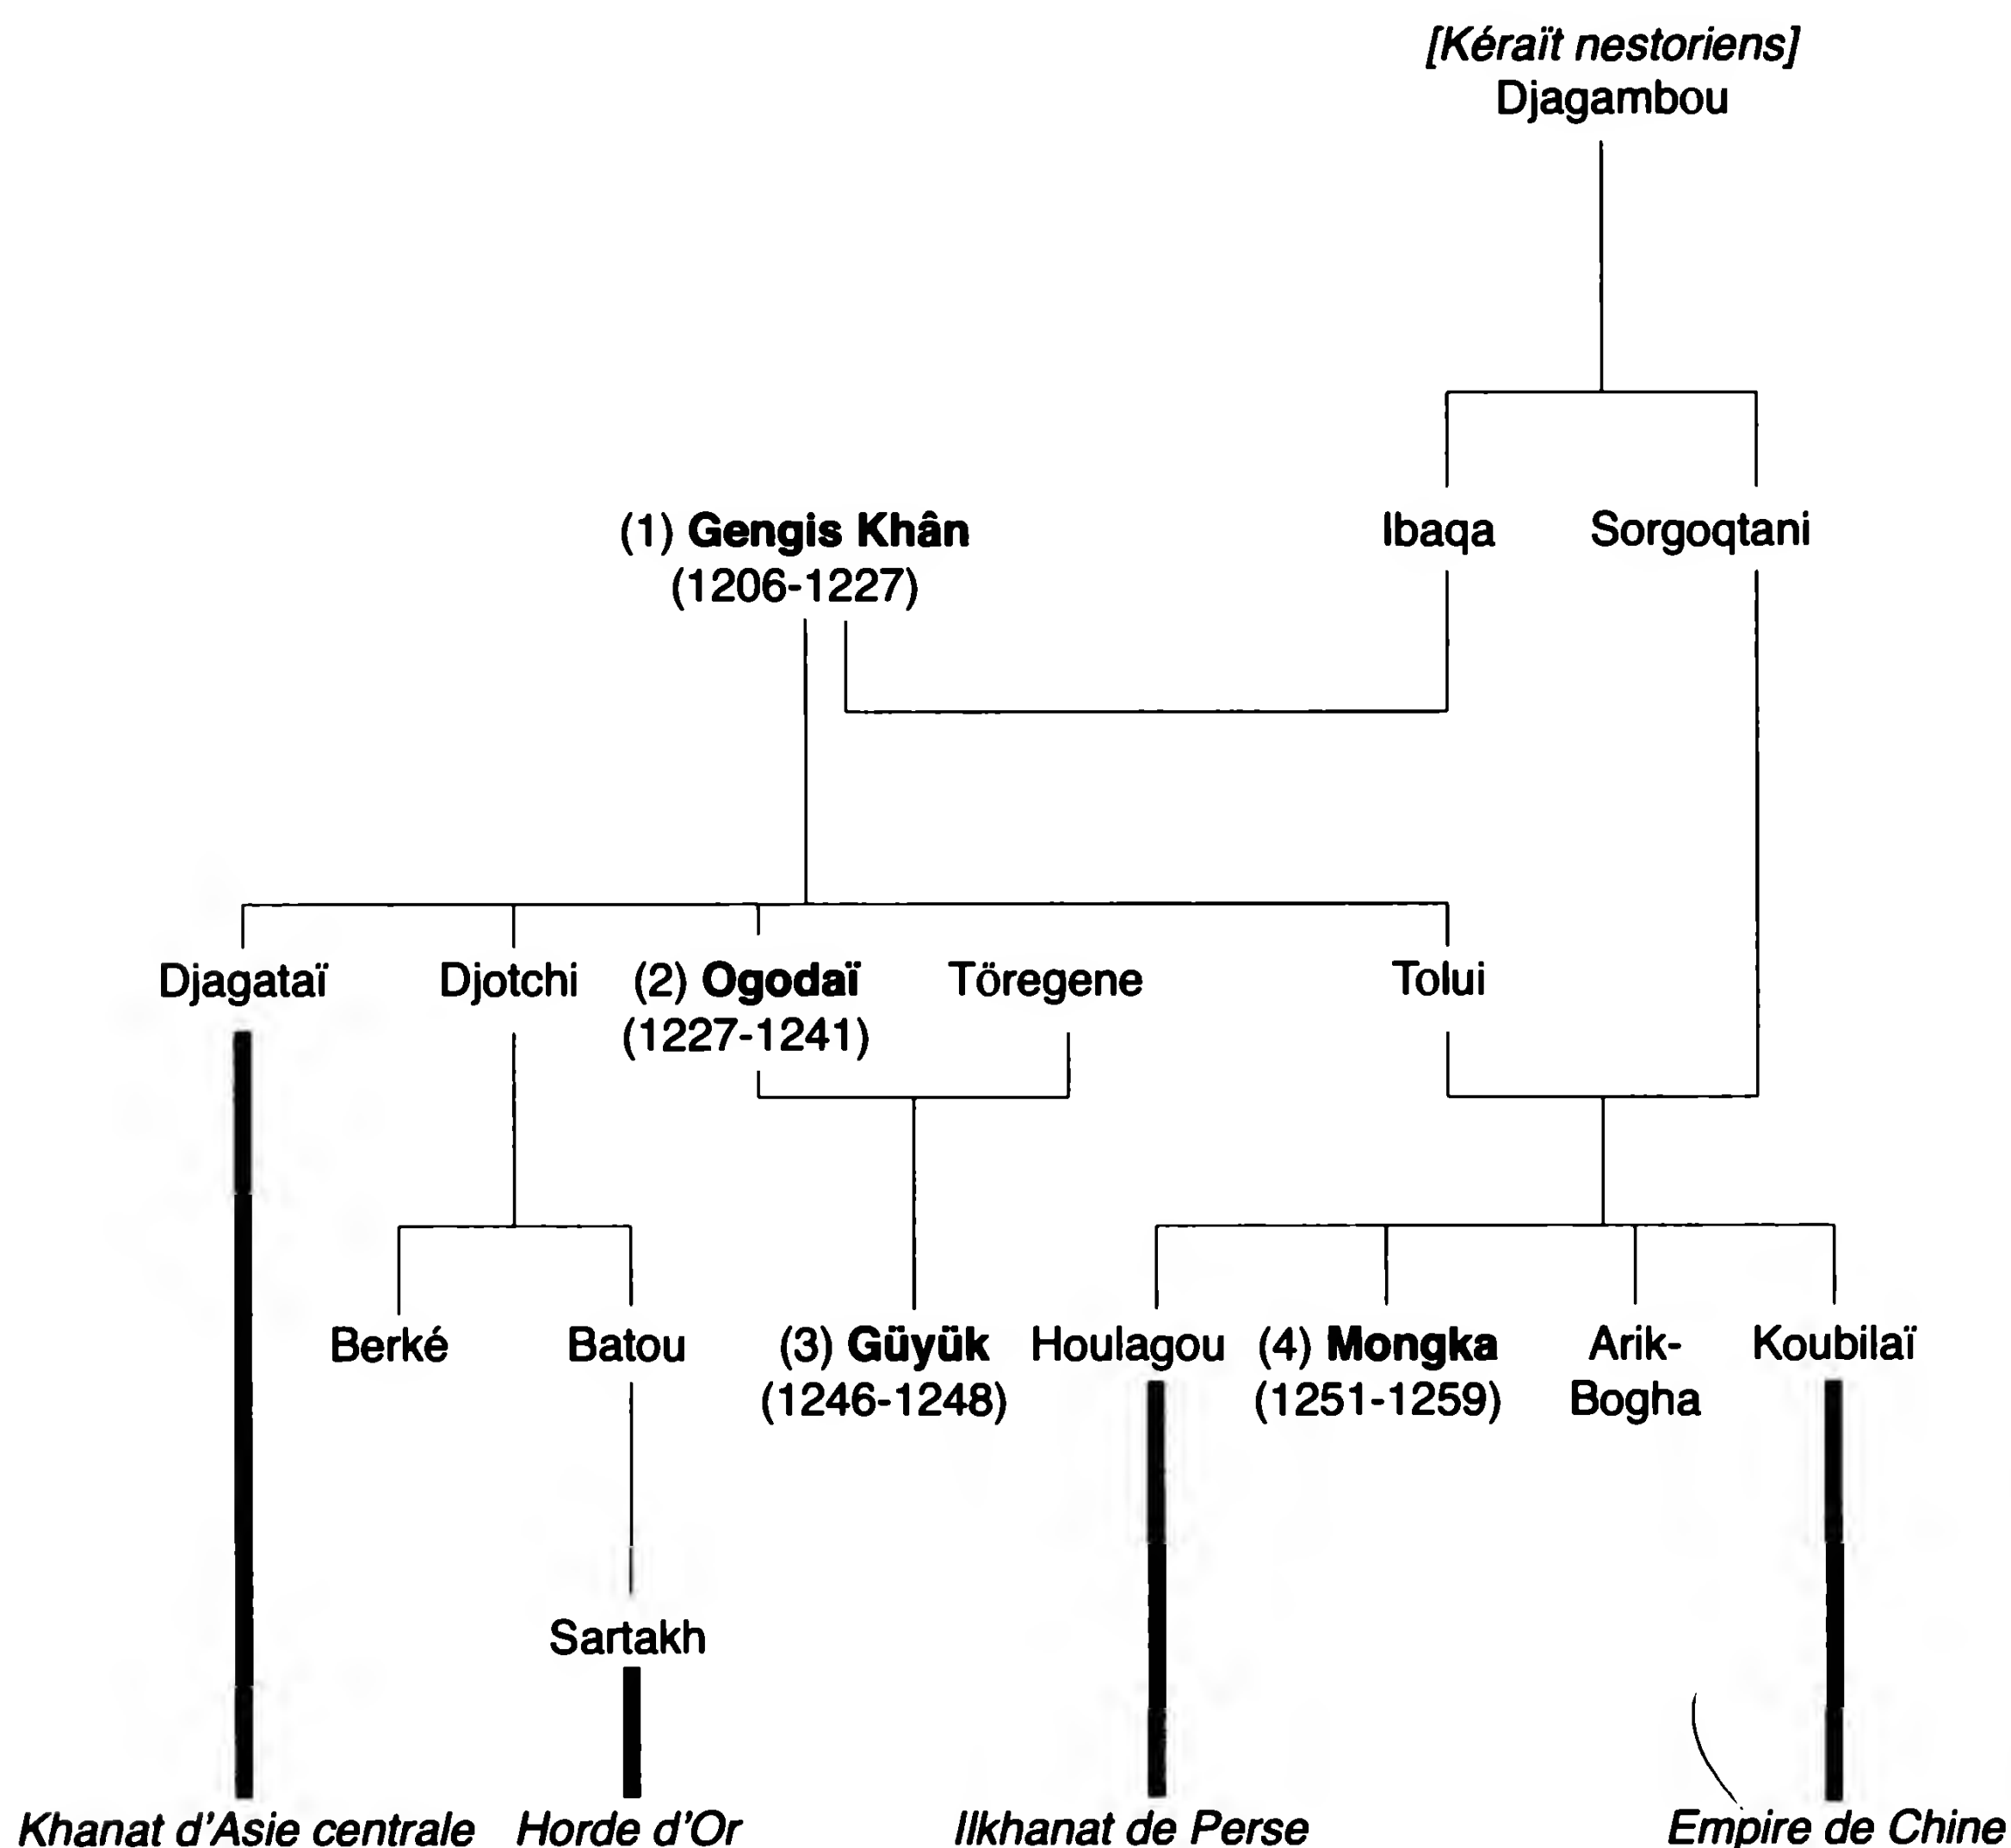 [Kéraït nestoriens]
Djagambou
(1) Gengis Khân
(1206-1227)
Ibaqa
Sorgoqtani
Djagataï
Djotchi
(2) Ogodaï
(1227-1241)
Töregene
Tolui
Berké
Batou
(3) Güyük
(1246-1248)
Houlagou
(4) Mongka
(1251-1259)
Arik-
Bogha
Koubilaï
Sartakh
Khanat d'Asie centrale
Horde d'Or
Ilkhanat de Perse
Empire de Chine